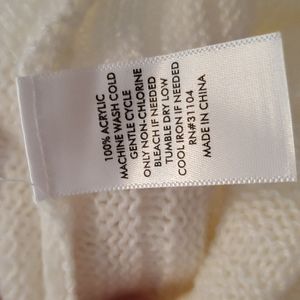 100% ACRYLIC
MACHINE WASH COLD
GENTLE CYCLE
ONLY NON-CHLORINE
BLEACH IF NEEDED
TUMBLE DRY LOW
COOL IRON IF NEEDED
RN#31104
MADE IN CHINA